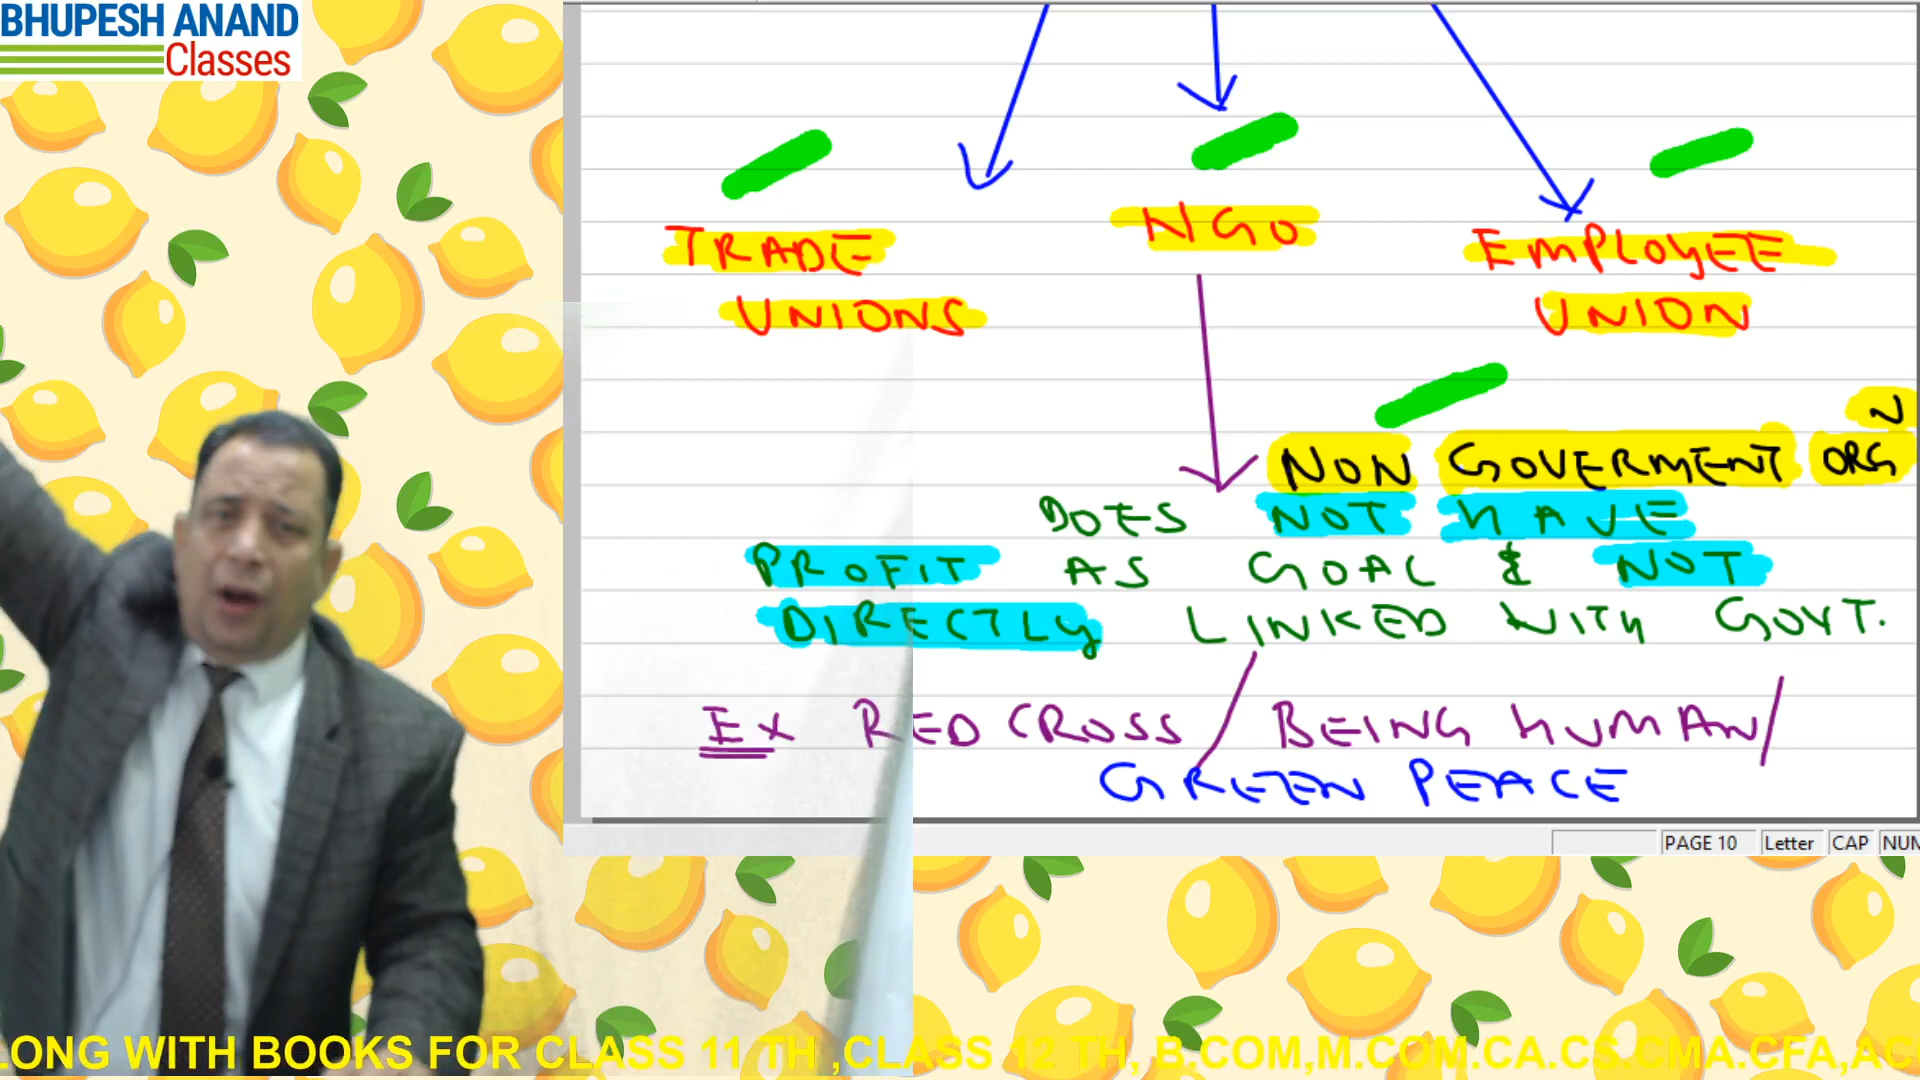 BHUPESH ANAND
Classes
TRADE
UNIONS
NGO
EMPLOYEE
UNION
NON GOVERMENT ORG
N
DOES NOT HAVE
PROFIT AS GOAL & NOT
DIRECTLY LINKED WITH GOVT.
Ex RED CROSS / BEING HUMAN/
GREEN PEACE
PAGE 10 Letter CAP NUM
LONG WITH BOOKS FOR CLASS 11 TH ,CLASS 12 TH, B.COM,M.COM.CA.CS.CMA.CFA,AC